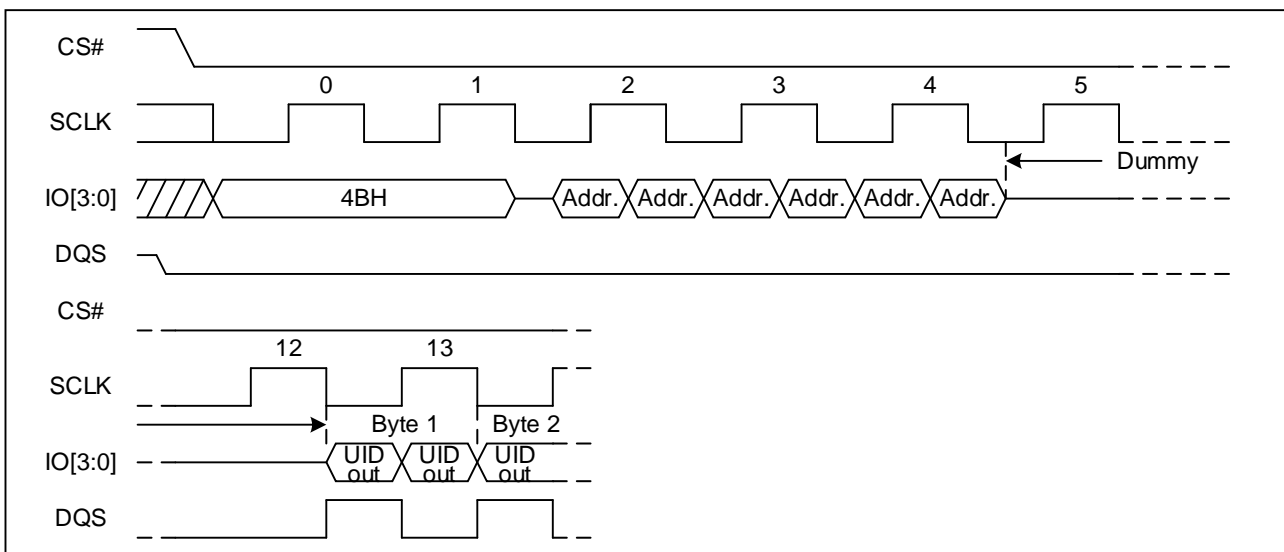 CS#
0 1 2 3 4 5
SCLK
Dummy
IO[3:0] 4BH Addr. Addr. Addr. Addr. Addr. Addr.
DQS
CS#
12 13
SCLK
Byte 1 Byte 2
IO[3:0] UID out UID out UID out
DQS